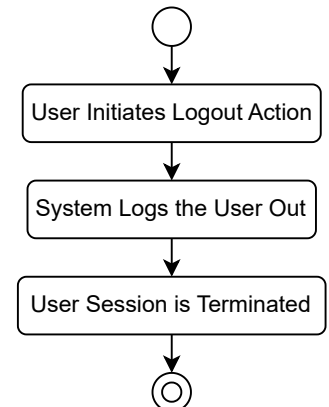 User Initiates Logout Action
System Logs the User Out
User Session is Terminated